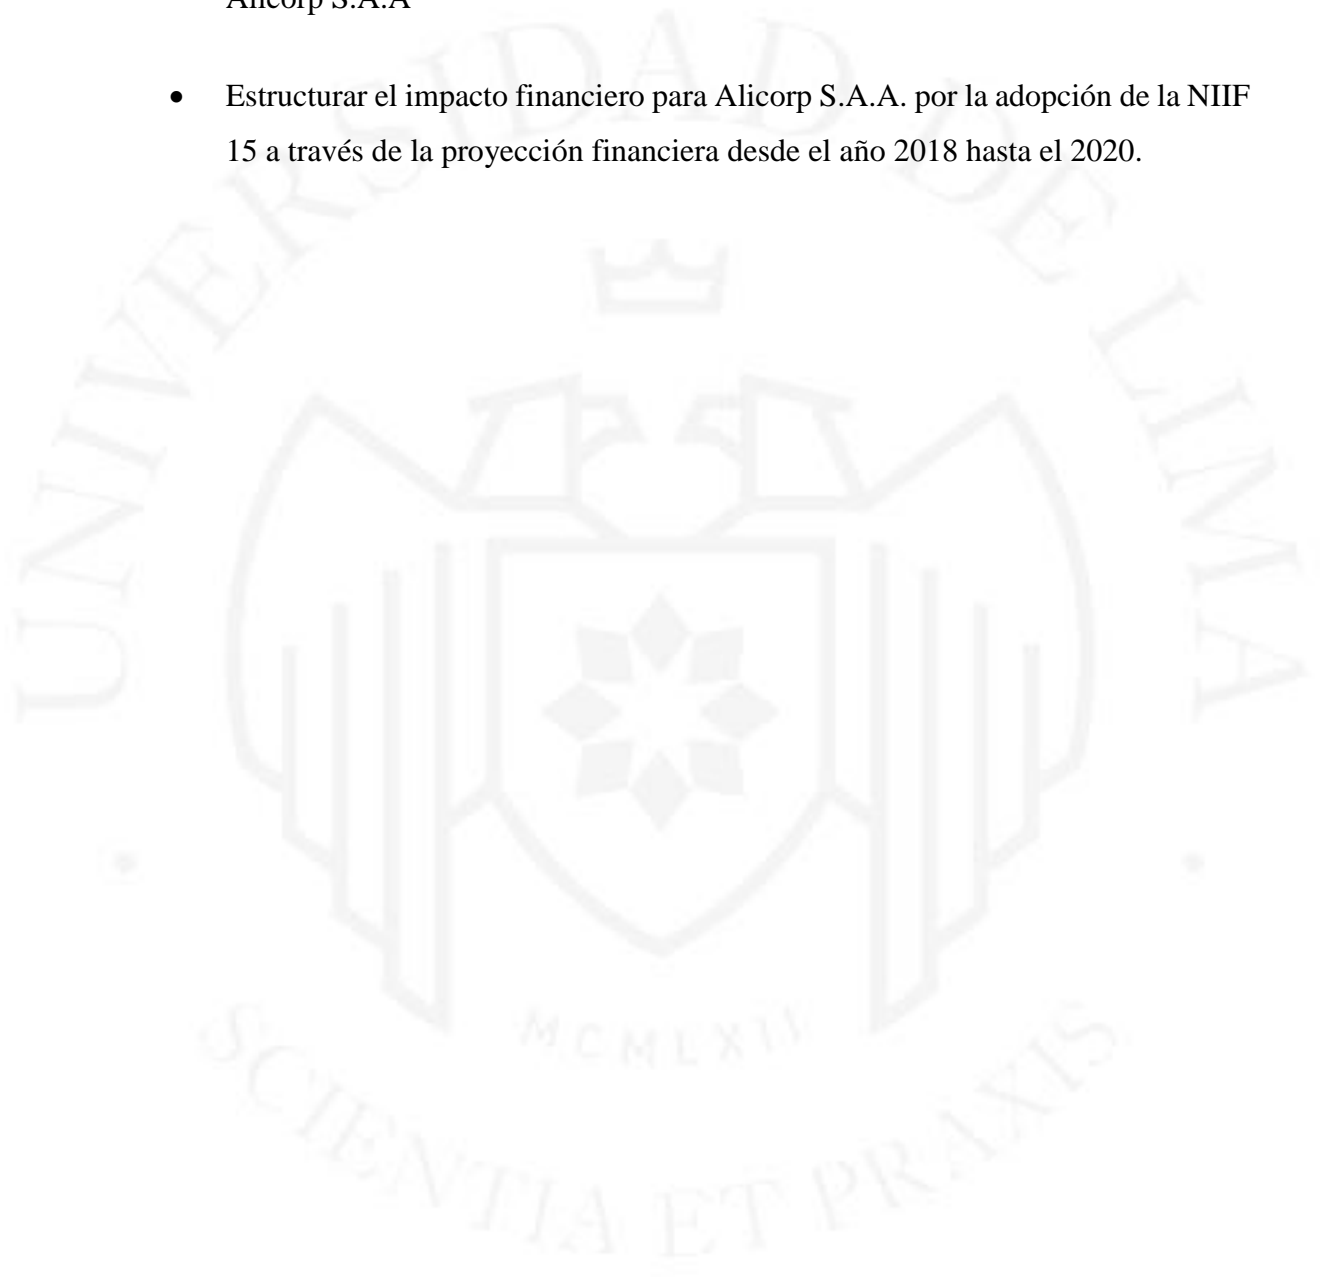 Alicorp S.A.A
• Estructurar el impacto financiero para Alicorp S.A.A. por la adopción de la NIIF
15 a través de la proyección financiera desde el año 2018 hasta el 2020.
UNIVERSIDAD DE LIMA
MCMLXII
SCIENTIA ET PRAXIS